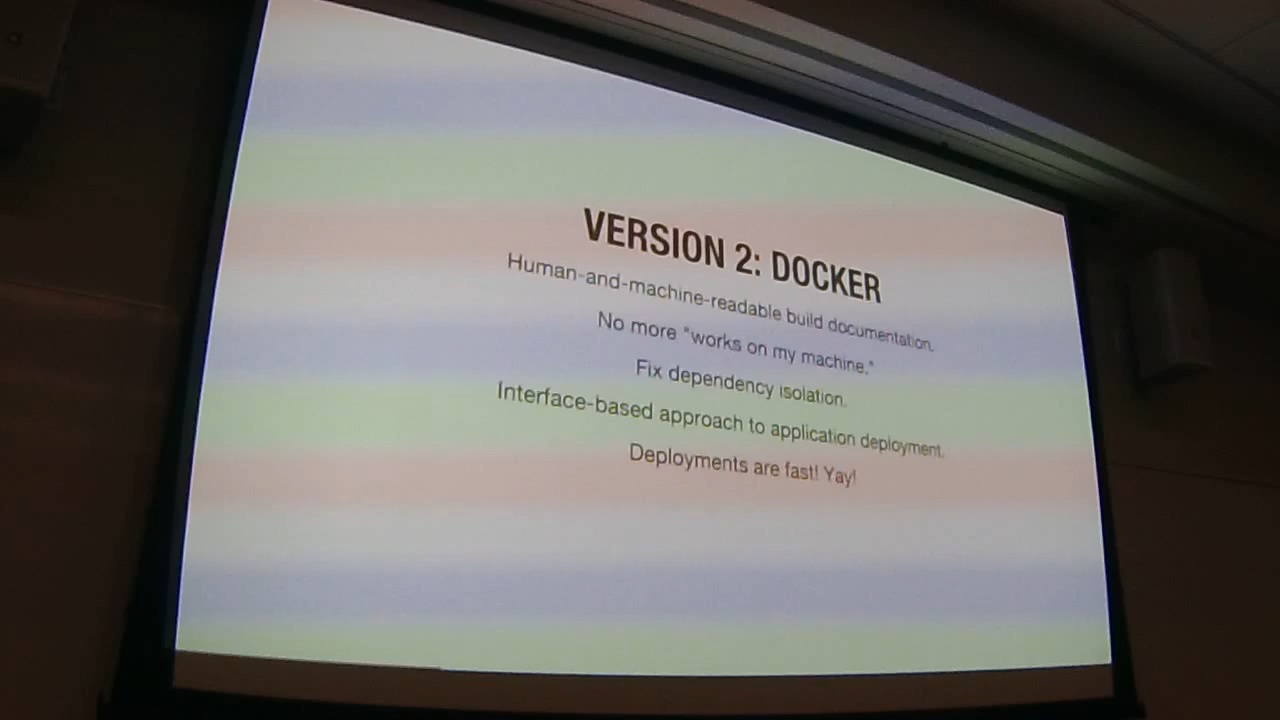 VERSION 2: DOCKER
Human-and-machine-readable build documentation.
No more "works on my machine."
Fix dependency isolation.
Interface-based approach to application deployment.
Deployments are fast! Yay!